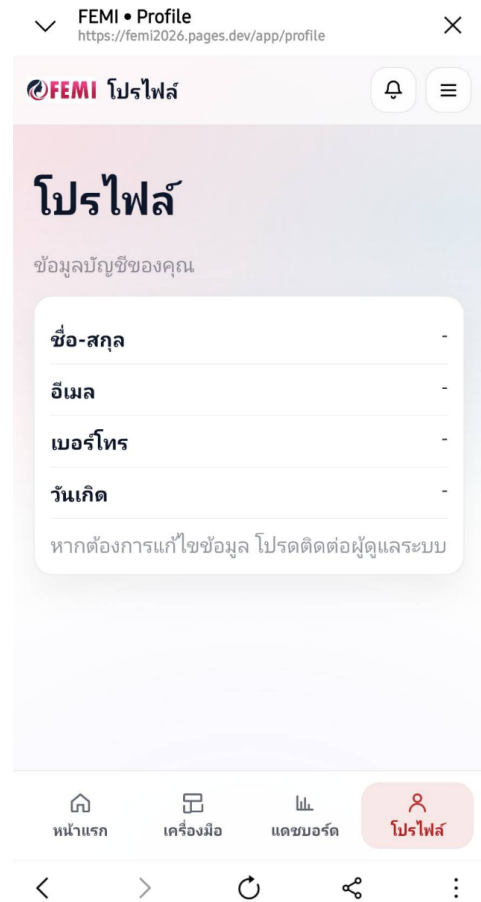 FEMI • Profile
https://femi2026.pages.dev/app/profile
FEMI โปรไฟล์
โปรไฟล์
ข้อมูลบัญชีของคุณ
ชื่อ-สกุล -
อีเมล -
เบอร์โทร -
วันเกิด -
หากต้องการแก้ไขข้อมูล โปรดติดต่อผู้ดูแลระบบ
หน้าแรก เครื่องมือ แดชบอร์ด โปรไฟล์